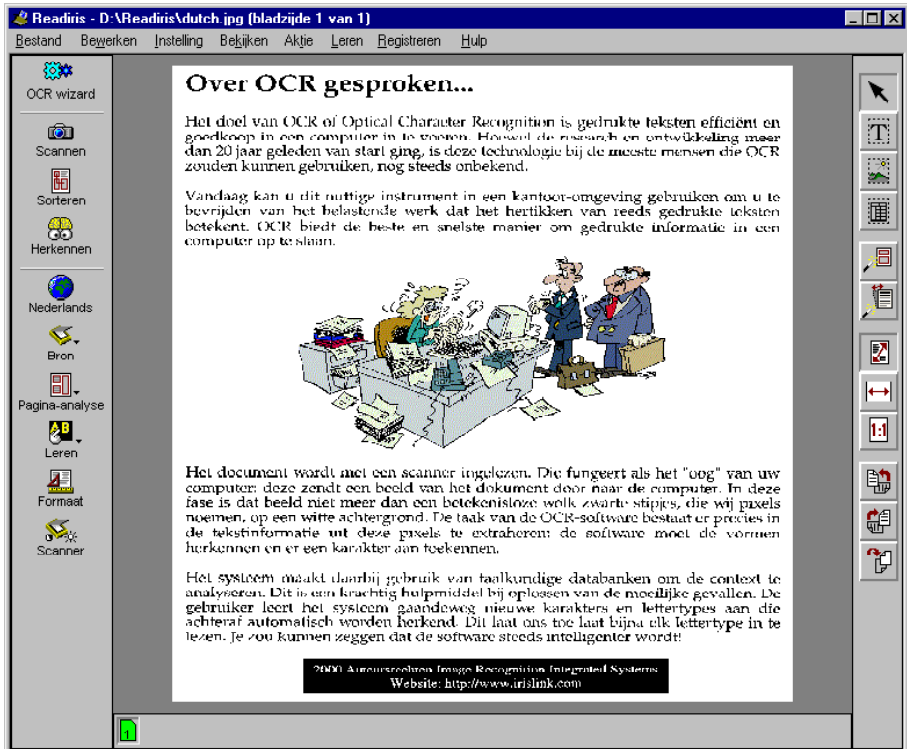 Readiris - D:\Readiris\dutch.jpg (bladzijde 1 van 1)
Bestand Bewerken Instelling Bekijken Aktie Leren Registreren Hulp
OCR wizard
Scannen
Sorteren
Herkennen
Nederlands
Bron
Pagina-analyse
Leren
Formaat
Scanner
Over OCR gesproken...
Het doel van OCR of Optical Character Recognition is gedrukte teksten efficiënt en
goedkoop in een computer in te voeren. Hoewel de research en ontwikkeling meer
dan 20 jaar geleden van start ging, is deze technologie bij de meeste mensen die OCR
zouden kunnen gebruiken, nog steeds onbekend.
Vandaag kan u dit nuttige instrument in een kantoor-omgeving gebruiken om u te
bevrijden van het belastende werk dat het hertikken van reeds gedrukte teksten
betekent. OCR biedt de beste en snelste manier om gedrukte informatie in een
computer op te slaan.
Het document wordt met een scanner ingelezen. Die fungeert als het "oog" van uw
computer: deze zendt een beeld van het dokument door naar de computer. In deze
fase is dat beeld niet meer dan een betekenisloze wolk zwarte stipjes, die wij pixels
noemen, op een witte achtergrond. De taak van de OCR-software bestaat er precies in
de tekstinformatie uit deze pixels te extraheren: de software moet de vormen
herkennen en er een karakter aan toekennen.
Het systeem maakt daarbij gebruik van taalkundige databanken om de context te
analyseren. Dit is een krachtig hulpmiddel bij oplossen van de moeilijke gevallen. De
gebruiker leert het systeem gaandeweg nieuwe karakters en lettertypes aan die
achteraf automatisch worden herkend. Dit laat ons toe laat bijna elk lettertype in te
lezen. Je zou kunnen zeggen dat de software steeds intelligenter wordt!
2000 Auteursrechten Image Recognition Integrated Systems
Website: http://www.irislink.com
T
1:1
1